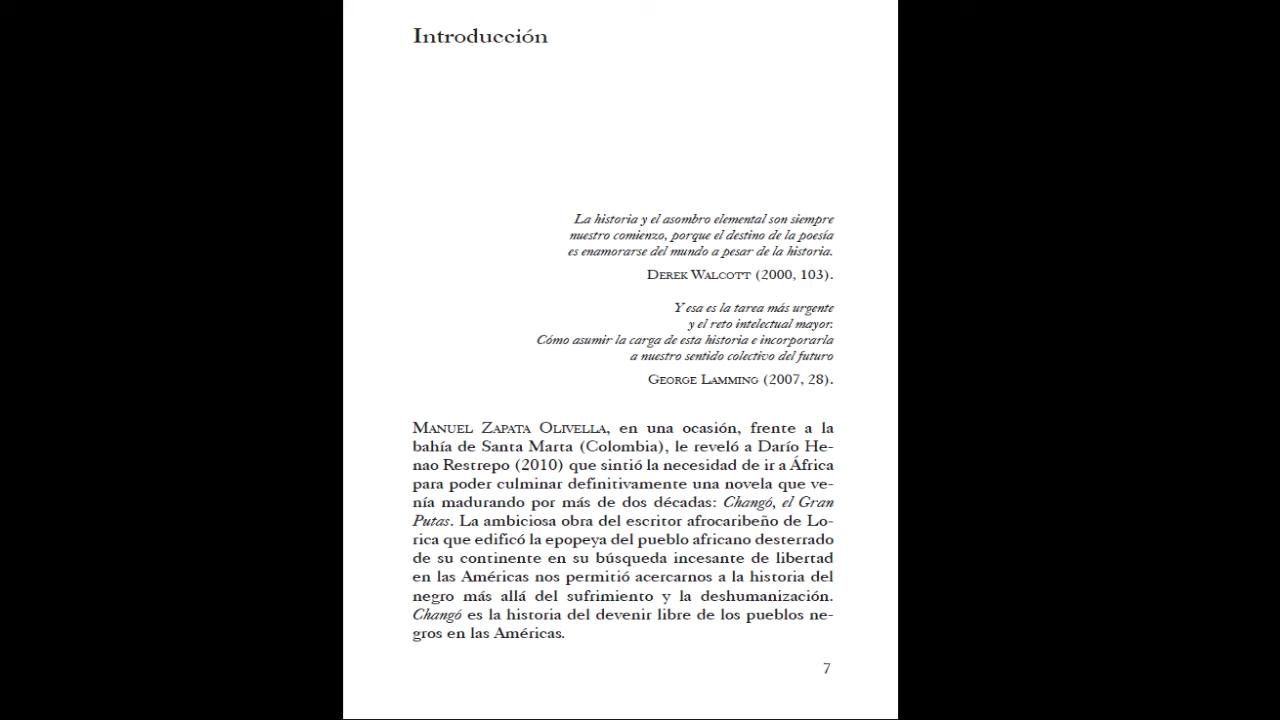 Introducción
La historia y el asombro elemental son siempre
nuestro comienzo, porque el destino de la poesía
es enamorarse del mundo a pesar de la historia.
DEREK WALCOTT (2000, 103).
Y esa es la tarea más urgente
y el reto intelectual mayor:
Cómo asumir la carga de esta historia e incorporarla
a nuestro sentido colectivo del futuro
GEORGE LAMMING (2007, 28).
MANUEL ZAPATA OLIVELLA, en una ocasión, frente a la
bahía de Santa Marta (Colombia), le reveló a Darío He-
nao Restrepo (2010) que sintió la necesidad de ir a África
para poder culminar definitivamente una novela que ve-
nía madurando por más de dos décadas: Changó, el Gran
Putas. La ambiciosa obra del escritor afrocaribeño de Lo-
rica que edificó la epopeya del pueblo africano desterrado
de su continente en su búsqueda incesante de libertad
en las Américas nos permitió acercarnos a la historia del
negro más allá del sufrimiento y la deshumanización.
Changó es la historia del devenir libre de los pueblos ne-
gros en las Américas.
7